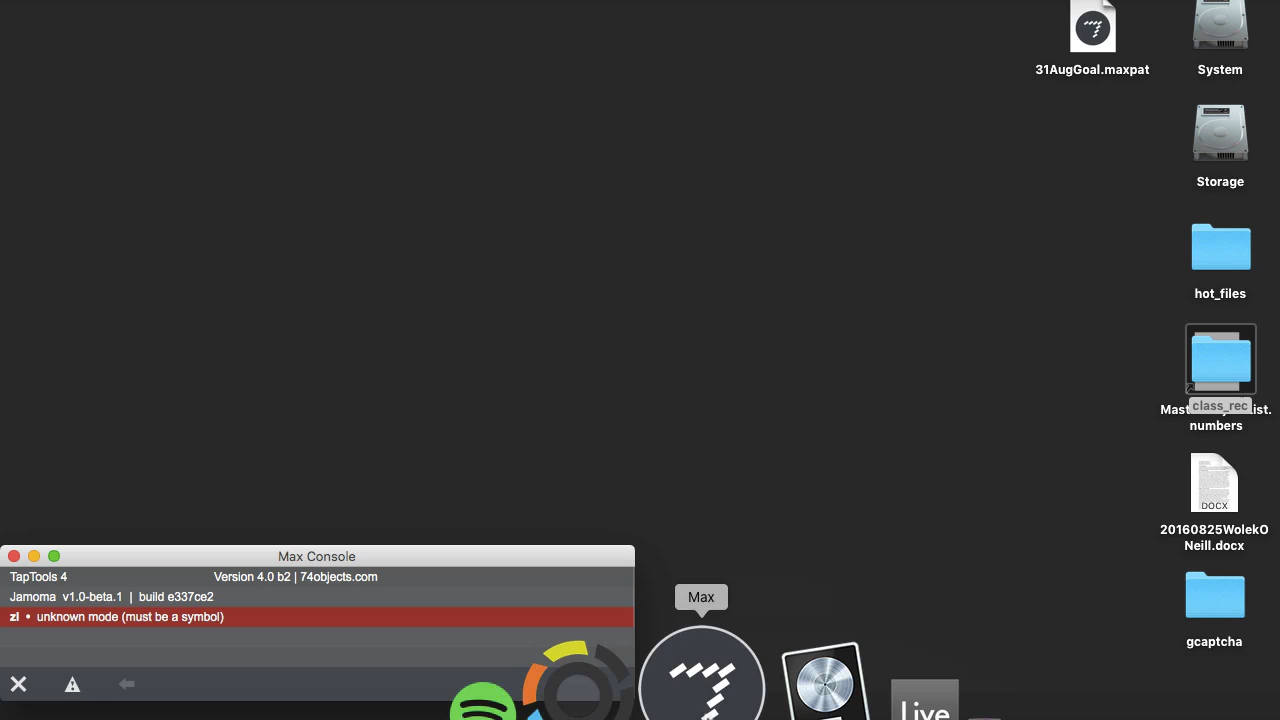 31AugGoal.maxpat
System
Storage
hot_files
class_rec
numbers
DOCX
20160825WolekO
Neill.docx
gcaptcha
Max Console
TapTools 4 Version 4.0 b2 | 74objects.com
Jamoma v1.0-beta.1 | build e337ce2
zl • unknown mode (must be a symbol)
Max
Live